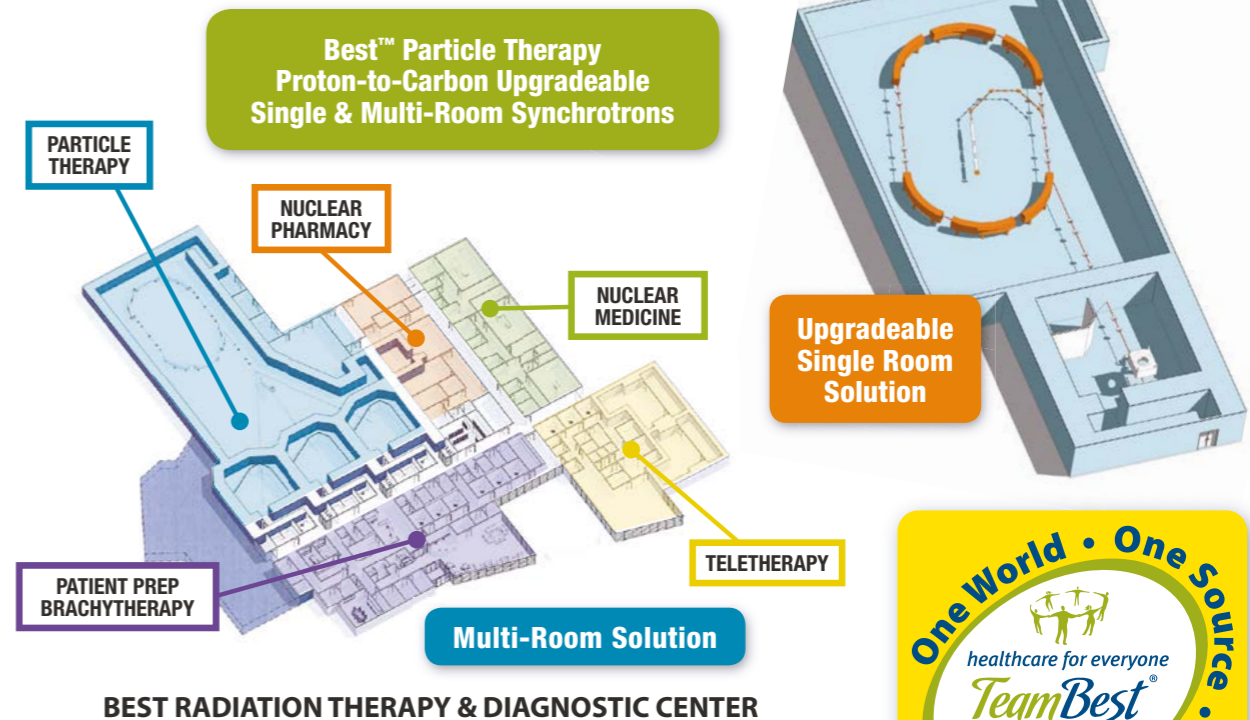 Best™ Particle Therapy
Proton-to-Carbon Upgradeable
Single & Multi-Room Synchrotrons
PARTICLE
THERAPY
NUCLEAR
PHARMACY
NUCLEAR
MEDICINE
Upgradeable
Single Room
Solution
TELETHERAPY
PATIENT PREP
BRACHYTHERAPY
Multi-Room Solution
One World • One Source •
healthcare for everyone
TeamBest®
BEST RADIATION THERAPY & DIAGNOSTIC CENTER